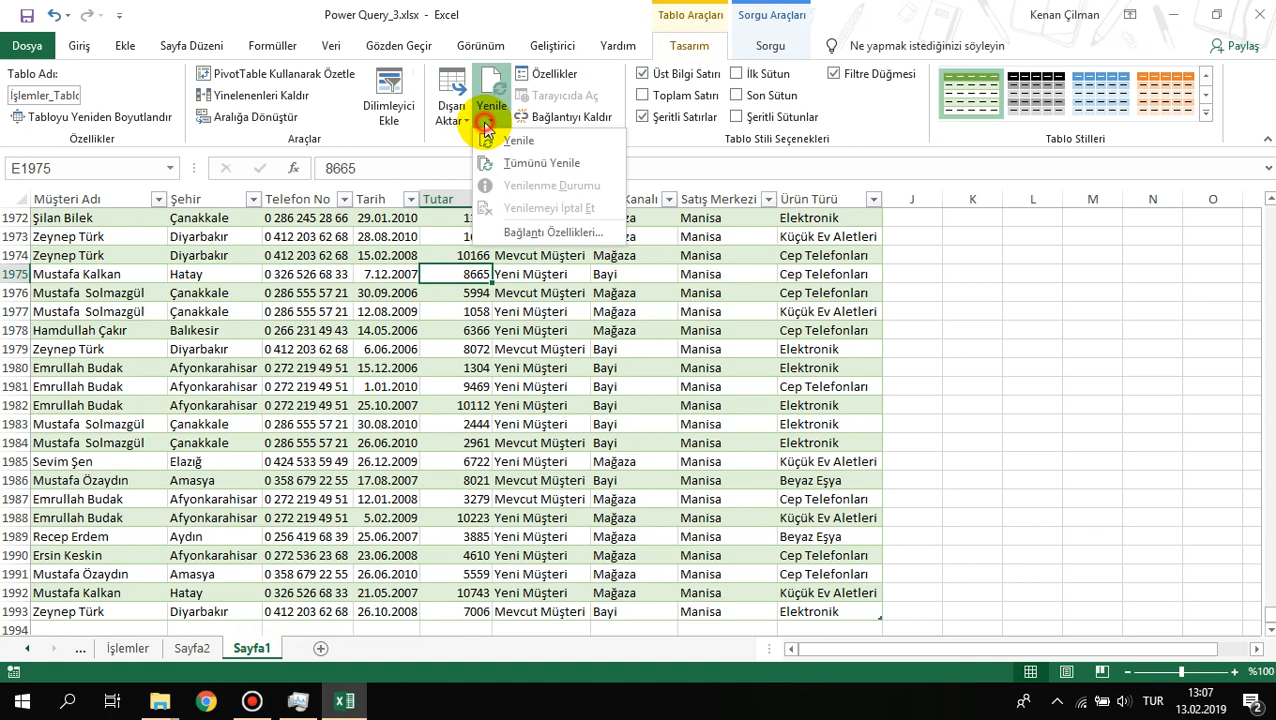 Power Query_3.xlsx - Excel
Tablo Araçları
Sorgu Araçları
Kenan Çilman
Dosya Giriş Ekle Sayfa Düzeni Formüller Veri Gözden Geçir Görünüm Geliştirici Yardım Tasarım Sorgu Ne yapmak istediğinizi söyleyin Paylaş
Tablo Adı:
İşlemler_Tablo
Tabloyu Yeniden Boyutlandır
Özellikler
PivotTable Kullanarak Özetle
Yinelenenleri Kaldır
Aralığa Dönüştür
Dilimleyici
Ekle
Araçlar
Dışarı
Aktar
Yenile
Özellikler
Tarayıcıda Aç
Bağlantıyı Kaldır
Üst Bilgi Satırı
Toplam Satırı
Şeritli Satırlar
İlk Sütun
Son Sütun
Şeritli Sütunlar
Filtre Düğmesi
Tablo Stili Seçenekleri
Tablo Stilleri
Yenile
Tümünü Yenile
Yenilenme Durumu
Yenilemeyi İptal Et
Bağlantı Özellikleri...
E1975 8665
Müşteri Adı Şehir Telefon No Tarih Tutar Kanalı Satış Merkezi Ürün Türü J K L M N O
1972 Şilan Bilek Çanakkale 0 286 245 28 66 29.01.2010 Manisa Elektronik
1973 Zeynep Türk Diyarbakır 0 412 203 62 68 28.08.2010 Manisa Küçük Ev Aletleri
1974 Zeynep Türk Diyarbakır 0 412 203 62 68 15.02.2008 10166 Mevcut Müşteri Mağaza Manisa Cep Telefonları
1975 Mustafa Kalkan Hatay 0 326 526 68 33 7.12.2007 8665 Yeni Müşteri Bayi Manisa Cep Telefonları
1976 Mustafa Solmazgül Çanakkale 0 286 555 57 21 30.09.2006 5994 Mevcut Müşteri Mağaza Manisa Cep Telefonları
1977 Mustafa Solmazgül Çanakkale 0 286 555 57 21 12.08.2009 1058 Yeni Müşteri Mağaza Manisa Cep Telefonları
1978 Hamdullah Çakır Balıkesir 0 266 231 49 43 14.05.2006 6366 Yeni Müşteri Bayi Manisa Cep Telefonları
1979 Zeynep Türk Diyarbakır 0 412 203 62 68 6.06.2006 8072 Mevcut Müşteri Bayi Manisa Elektronik
1980 Emrullah Budak Afyonkarahisar 0 272 219 49 51 15.12.2006 1304 Mevcut Müşteri Mağaza Manisa Elektronik
1981 Emrullah Budak Afyonkarahisar 0 272 219 49 51 1.01.2010 9469 Yeni Müşteri Bayi Manisa Cep Telefonları
1982 Emrullah Budak Afyonkarahisar 0 272 219 49 51 25.10.2007 10112 Yeni Müşteri Bayi Manisa Elektronik
1983 Mustafa Solmazgül Çanakkale 0 286 555 57 21 30.08.2010 2444 Yeni Müşteri Mağaza Manisa Elektronik
1984 Mustafa Solmazgül Çanakkale 0 286 555 57 21 26.06.2010 2961 Mevcut Müşteri Mağaza Manisa Elektronik
1985 Sevim Şen Elazığ 0 424 533 59 49 26.12.2009 6722 Yeni Müşteri Mağaza Manisa Küçük Ev Aletleri
1986 Mustafa Özaydın Amasya 0 358 679 22 55 17.08.2007 8021 Mevcut Müşteri Bayi Manisa Beyaz Eşya
1987 Emrullah Budak Afyonkarahisar 0 272 219 49 51 12.01.2008 3279 Mevcut Müşteri Mağaza Manisa Cep Telefonları
1988 Emrullah Budak Afyonkarahisar 0 272 219 49 51 5.02.2009 10223 Yeni Müşteri Mağaza Manisa Küçük Ev Aletleri
1989 Recep Erdem Aydın 0 256 419 68 39 25.06.2007 3885 Yeni Müşteri Mağaza Manisa Beyaz Eşya
1990 Ersin Keskin Afyonkarahisar 0 272 536 23 68 23.06.2008 4610 Mevcut Müşteri Mağaza Manisa Cep Telefonları
1991 Mustafa Özaydın Amasya 0 358 679 22 55 26.06.2010 5559 Yeni Müşteri Mağaza Manisa Cep Telefonları
1992 Mustafa Kalkan Hatay 0 326 526 68 33 21.05.2007 10743 Yeni Müşteri Mağaza Manisa Küçük Ev Aletleri
1993 Zeynep Türk Diyarbakır 0 412 203 62 68 26.10.2008 7006 Mevcut Müşteri Bayi Manisa Elektronik
1994
... İşlemler Sayfa2 Sayfa1
%100
TUR
13:07
13.02.2019
2